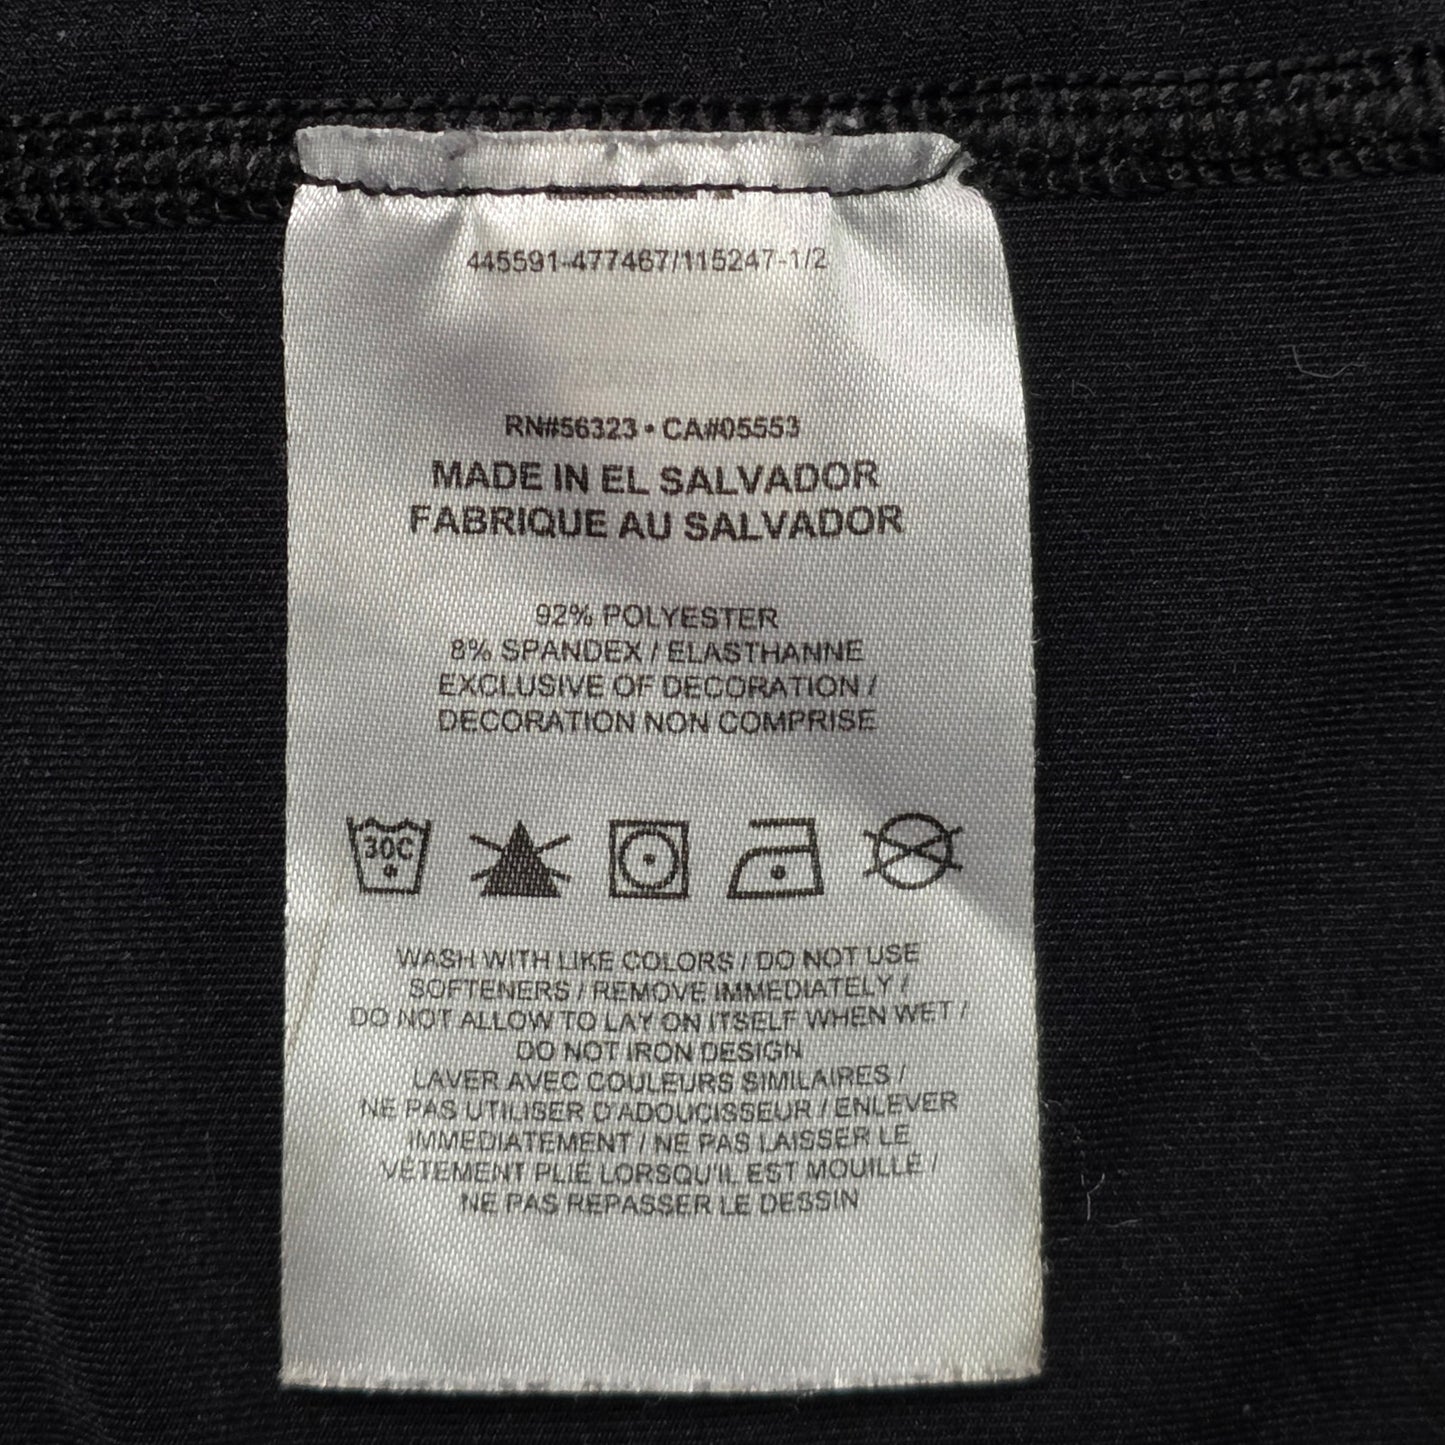 445591-477467/115247-1/2
RN#56323 • CA#05553
MADE IN EL SALVADOR
FABRIQUE AU SALVADOR
92% POLYESTER
8% SPANDEX / ELASTHANNE
EXCLUSIVE OF DECORATION /
DECORATION NON COMPRISE
30C
WASH WITH LIKE COLORS / DO NOT USE
SOFTENERS / REMOVE IMMEDIATELY /
DO NOT ALLOW TO LAY ON ITSELF WHEN WET /
DO NOT IRON DESIGN
LAVER AVEC COULEURS SIMILAIRES /
NE PAS UTILISER D'ADOUCISSEUR / ENLEVER
IMMEDIATEMENT / NE PAS LAISSER LE
VÊTEMENT PLIÉ LORSQU'IL EST MOUILLÉ /
NE PAS REPASSER LE DESSIN